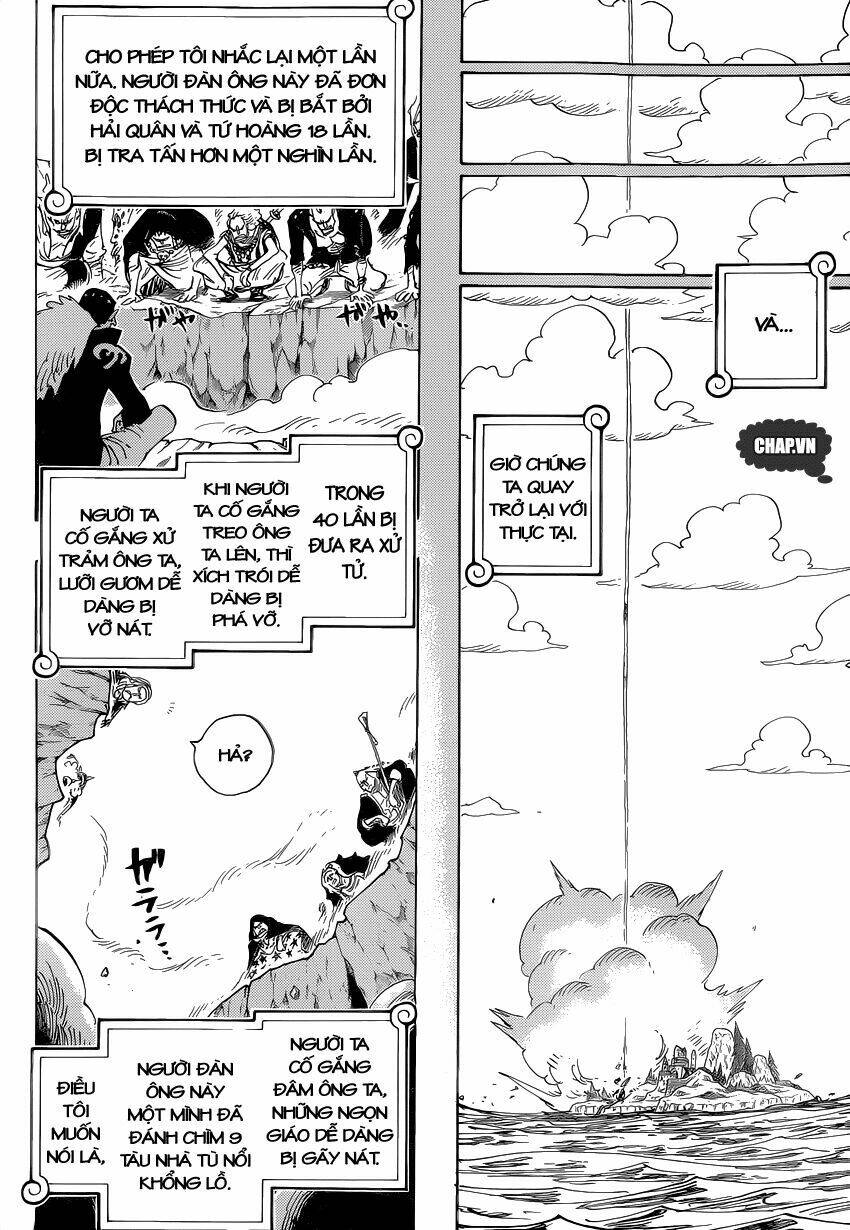 VÀ...
CHAP.VN
GIỜ CHÚNG
TA QUAY
TRỞ LẠI VỚI
THỰC TẠI.
CHO PHÉP TÔI NHẮC LẠI MỘT LẦN
NỮA. NGƯỜI ĐÀN ÔNG NÀY ĐÃ ĐƠN
ĐỘC THÁCH THỨC VÀ BỊ BẮT BỞI
HẢI QUÂN VÀ TỨ HOÀNG 18 LẦN.
BỊ TRA TẤN HƠN MỘT NGHÌN LẦN.
TRONG
40 LẦN BỊ
ĐƯA RA XỬ
TỬ.
KHI NGƯỜI
TA CỐ GẮNG
TREO ÔNG
TA LÊN, THÌ
XÍCH TRÓI DỄ
DÀNG BỊ
PHÁ VỠ.
NGƯỜI TA
CỐ GẮNG XỬ
TRẢM ÔNG TA,
LƯỠI GƯƠM DỄ
DÀNG BỊ
VỠ NÁT.
HẢ?
ガラララ
NGƯỜI TA
CỐ GẮNG
ĐÂM ÔNG TA,
NHỮNG NGỌN
GIÁO DỄ DÀNG
BỊ GÃY NÁT.
NGƯỜI ĐÀN
ÔNG NÀY
MỘT MÌNH ĐÃ
ĐÁNH CHÌM 9
TÀU NHÀ TÙ NỔI
KHỔNG LỒ.
ĐIỀU
TÔI
MUỐN
NÓI LÀ,